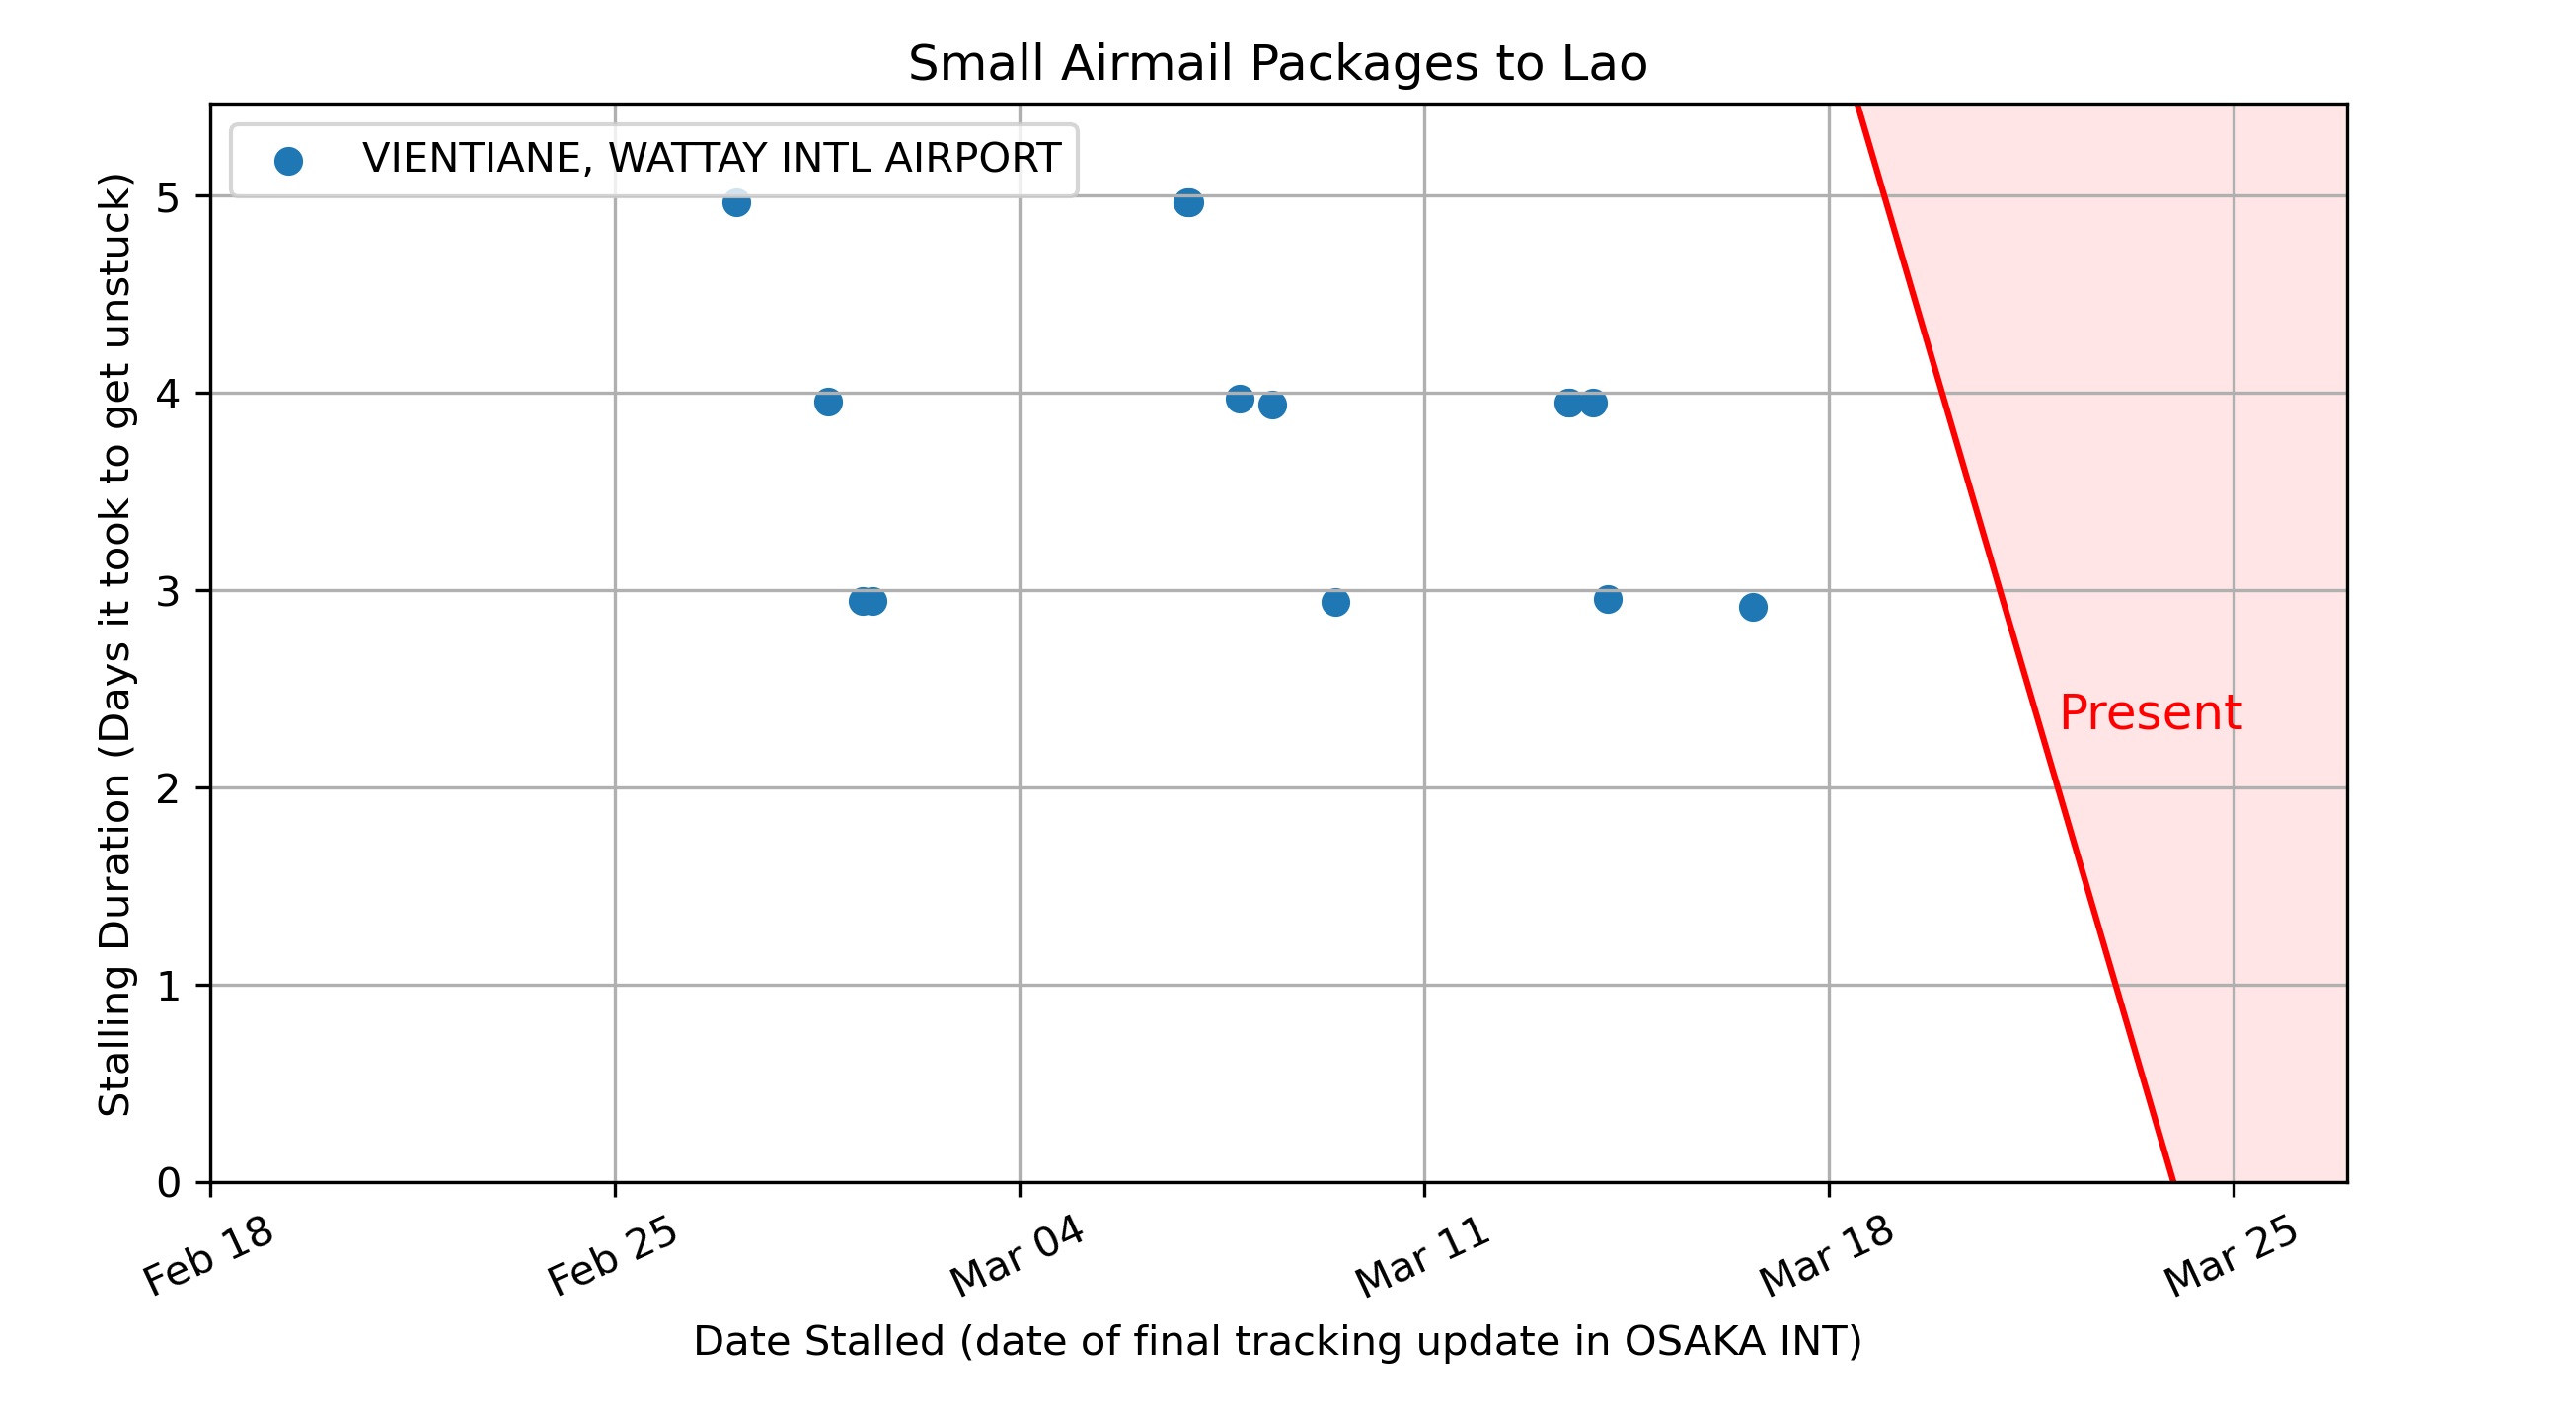 Small Airmail Packages to Lao
VIENTIANE, WATTAY INTL AIRPORT
Stalling Duration (Days it took to get unstuck)
5
4
3
2
1
0
Present
Feb 18
Feb 25
Mar 04
Mar 11
Mar 18
Mar 25
Date Stalled (date of final tracking update in OSAKA INT)